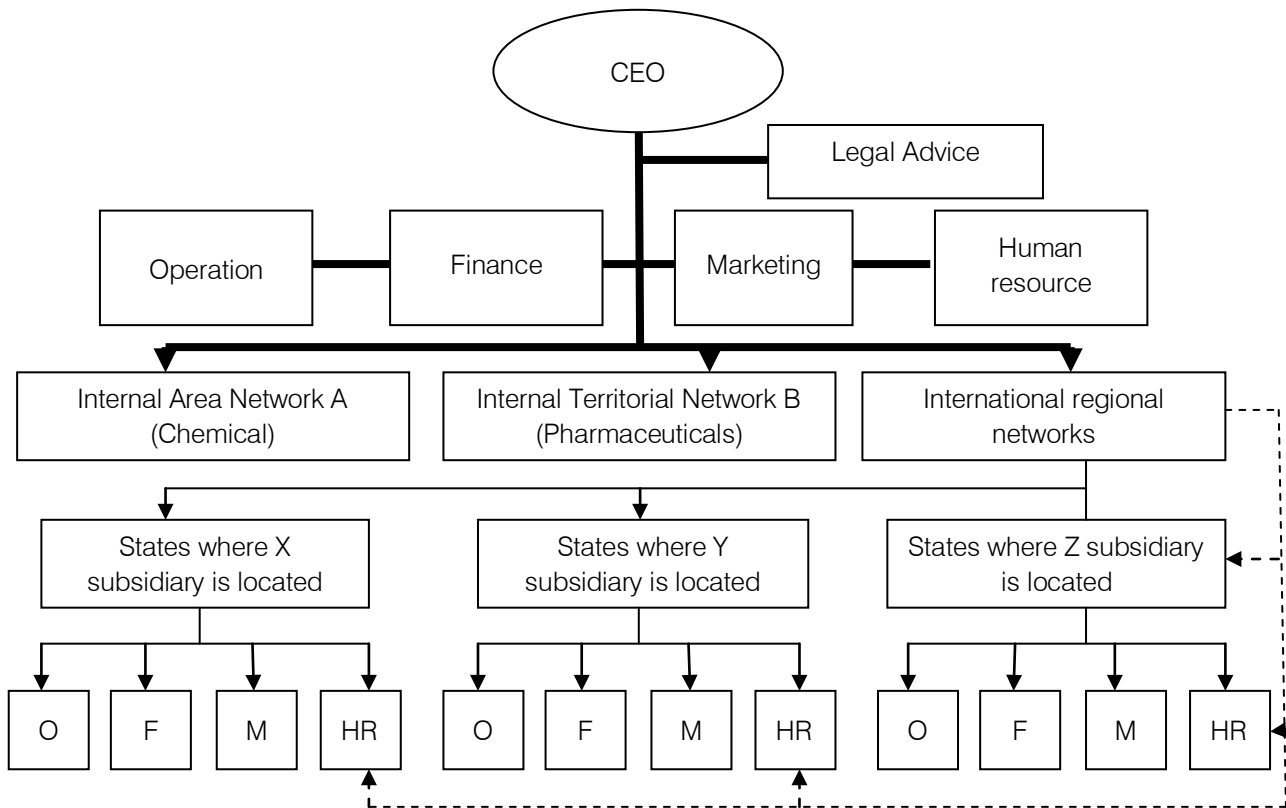 CEO
Legal Advice
Operation
Finance
Marketing
Human
resource
Internal Area Network A
(Chemical)
Internal Territorial Network B
(Pharmaceuticals)
International regional
networks
States where X
subsidiary is located
States where Y
subsidiary is located
States where Z subsidiary
is located
O
F
M
HR
O
F
M
HR
O
F
M
HR